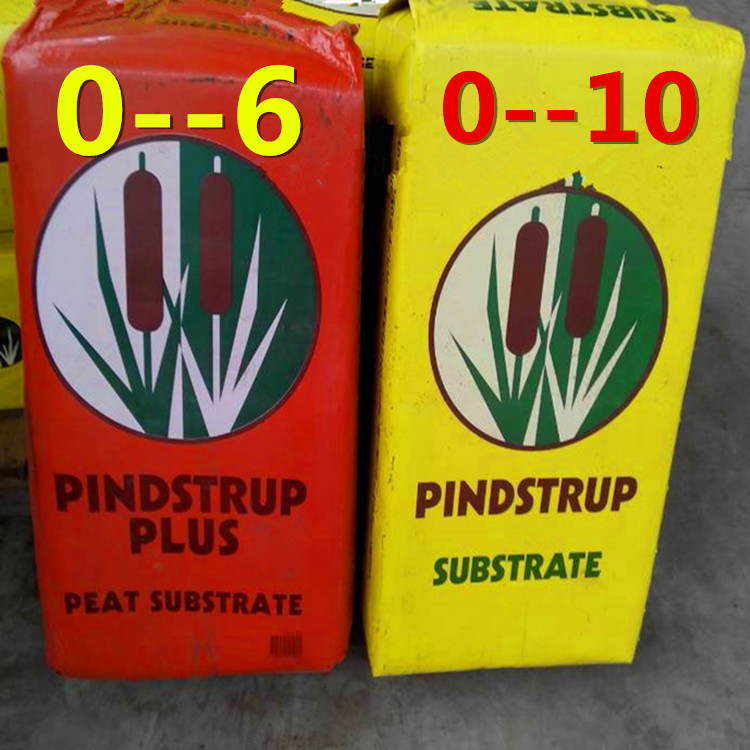 SUBSTRATE
0--6
0--10
PINDSTRUP
PLUS
PEAT SUBSTRATE
PINDSTRUP
SUBSTRATE